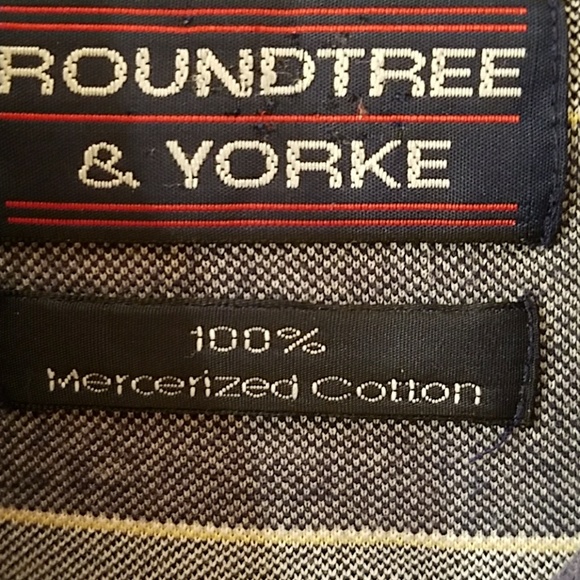 ROUNDTREE
& YORKE
100%
Mercerized Cotton